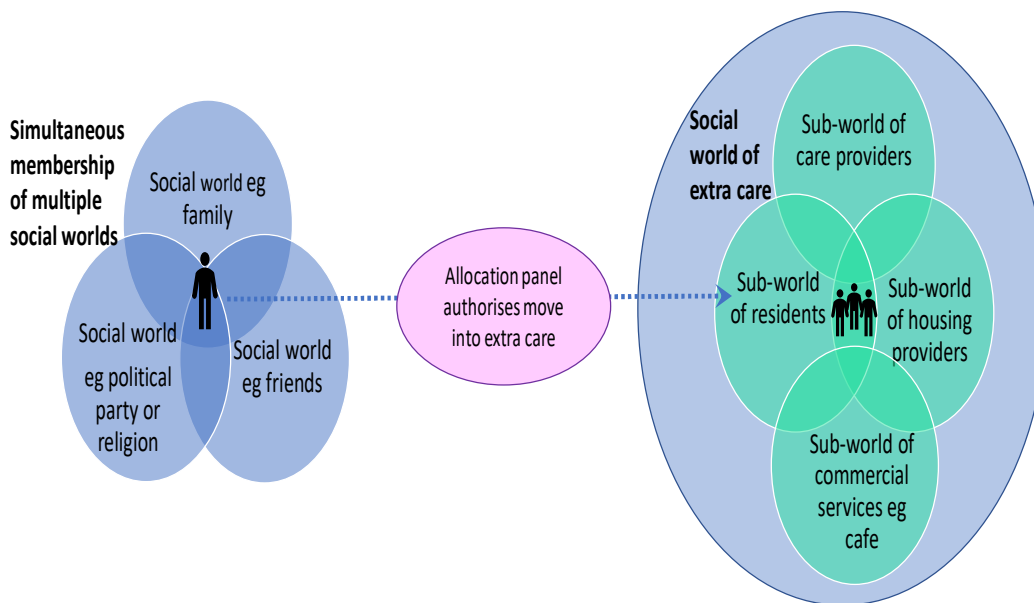 Simultaneous
membership
of multiple
social worlds
Social world eg
family
Social world
eg political
party or
religion
Social world
eg friends
Allocation panel
authorises move
into extra care
Social
world of
extra care
Sub-world of
care providers
Sub-world
of residents
Sub-world
of housing
providers
Sub-world of
commercial
services eg
cafe